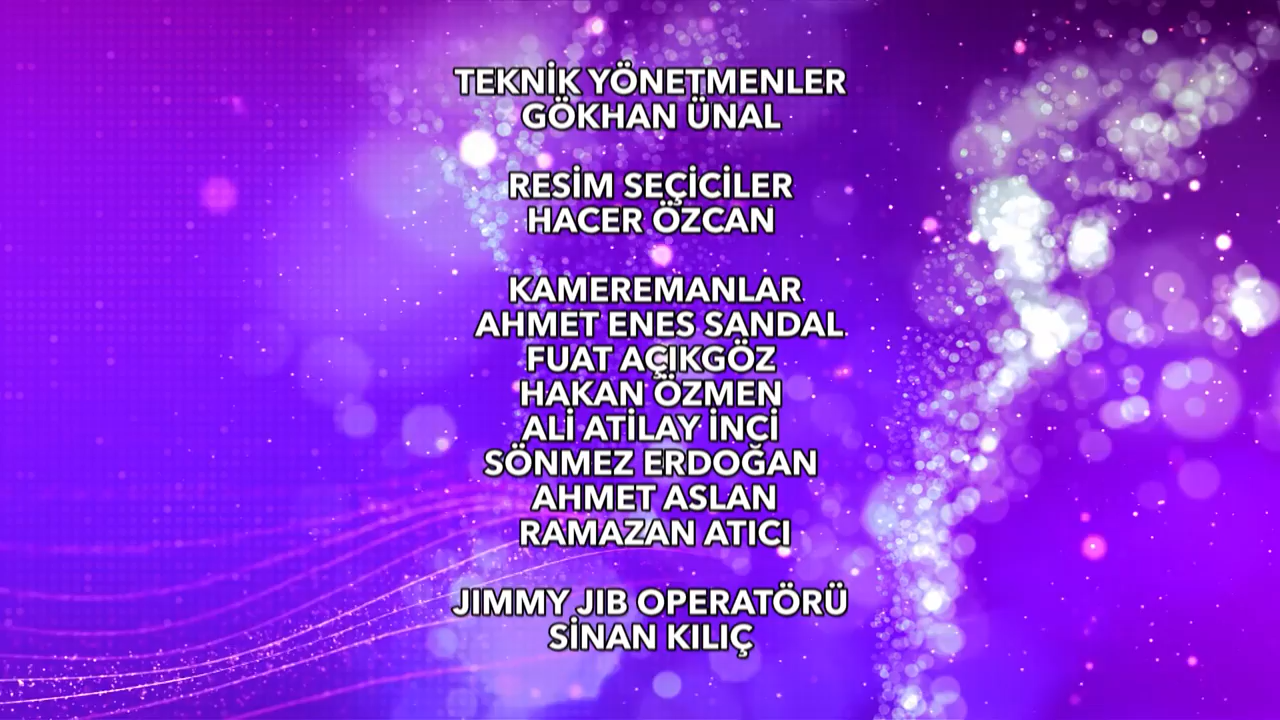 TEKNİK YÖNETMENLER
GÖKHAN ÜNAL
RESİM SEÇİCİLER
HACER ÖZCAN
KAMEREMANLAR
AHMET ENES SANDAL
FUAT AÇIKGÖZ
HAKAN ÖZMEN
ALİ ATİLAY İNCİ
SÖNMEZ ERDOĞAN
AHMET ASLAN
RAMAZAN ATICI
JIMMY JIB OPERATÖRÜ
SİNAN KILIÇ